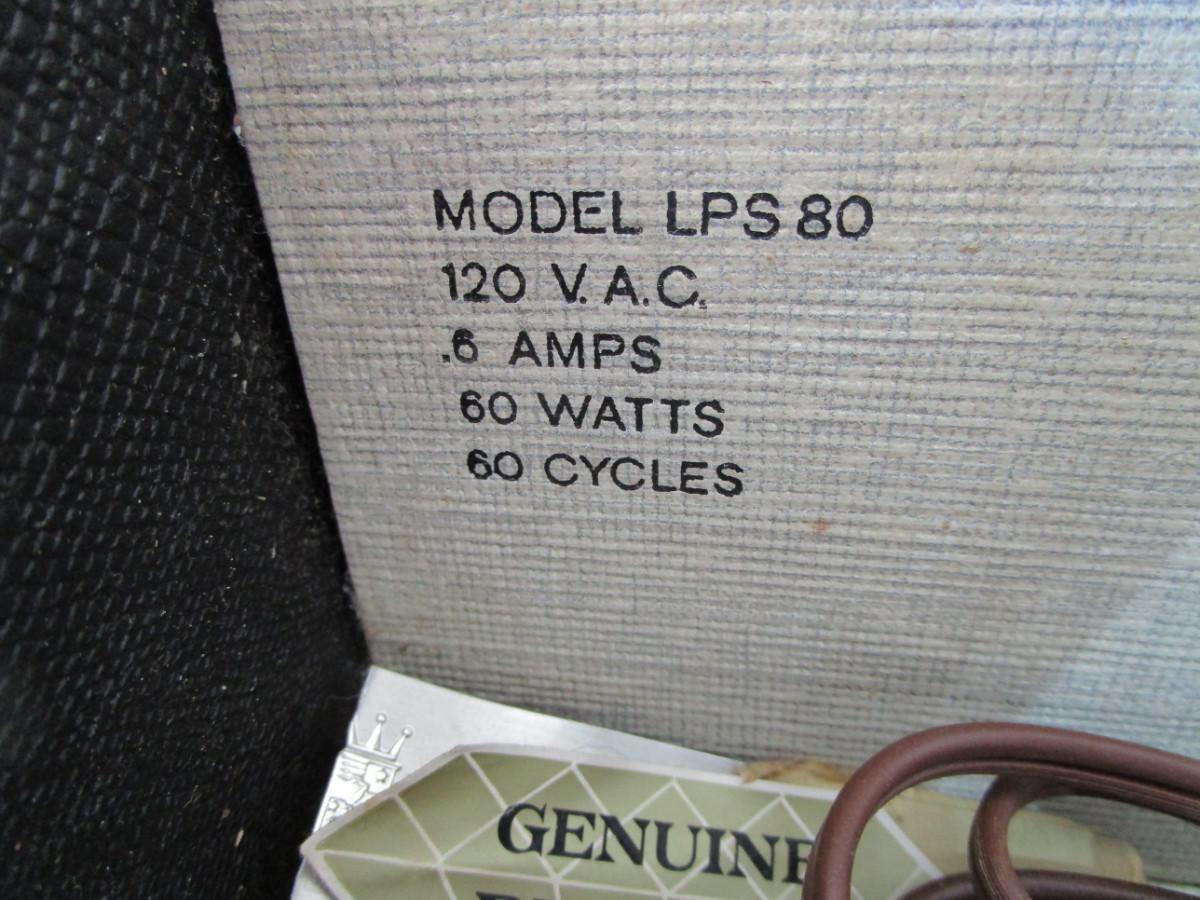 MODEL LPS 80
120 V.A.C.
.6 AMPS
60 WATTS
60 CYCLES
GENUINE